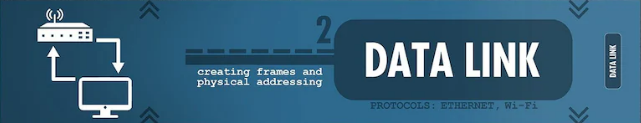 2
creating frames and
physical addressing
DATA LINK
PROTOCOLS: ETHERNET, Wi-Fi
DATA LINK